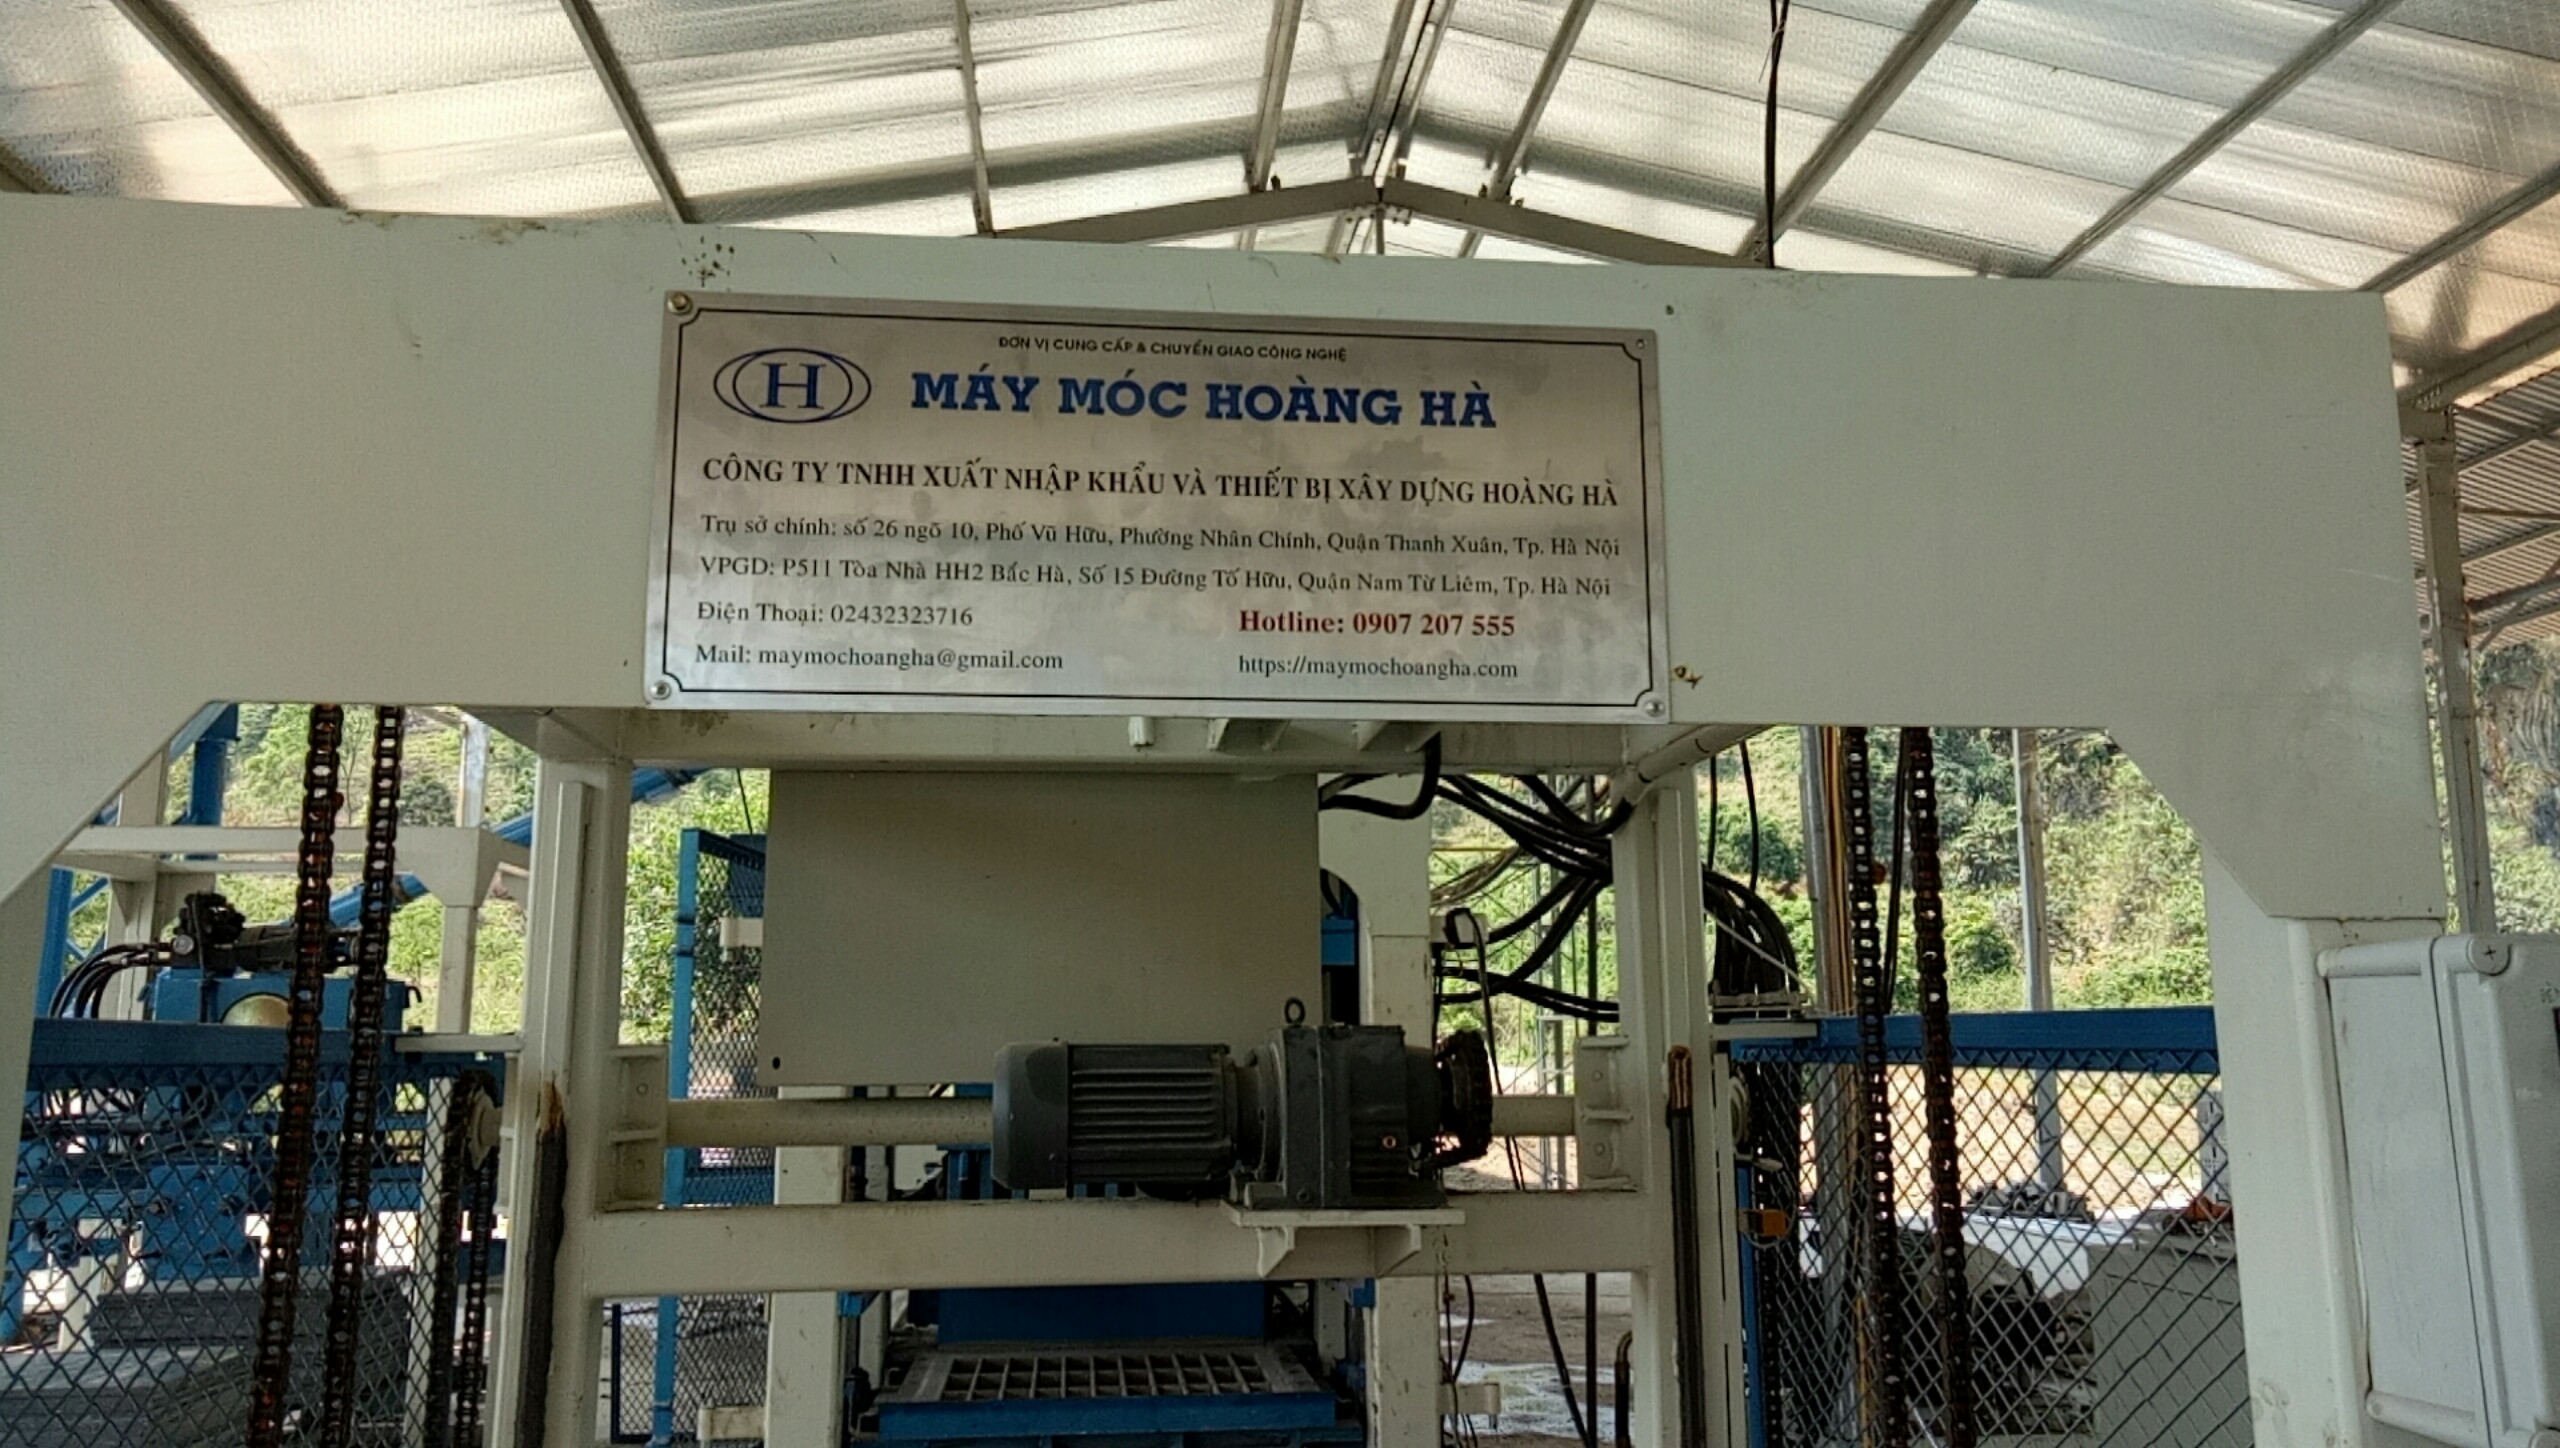 ĐƠN VỊ CUNG CẤP & CHUYỂN GIAO CÔNG NGHỆ
H MÁY MÓC HOÀNG HÀ
CÔNG TY TNHH XUẤT NHẬP KHẨU VÀ THIẾT BỊ XÂY DỰNG HOÀNG HÀ
Trụ sở chính: số 26 ngõ 10, Phố Vũ Hữu, Phường Nhân Chính, Quận Thanh Xuân, Tp. Hà Nội
VPGD: P511 Tòa Nhà HH2 Bắc Hà, Số 15 Đường Tố Hữu, Quận Nam Từ Liêm, Tp. Hà Nội
Điện Thoại: 02432323716 Hotline: 0907 207 555
Mail: maymochoangha@gmail.com https://maymochoangha.com